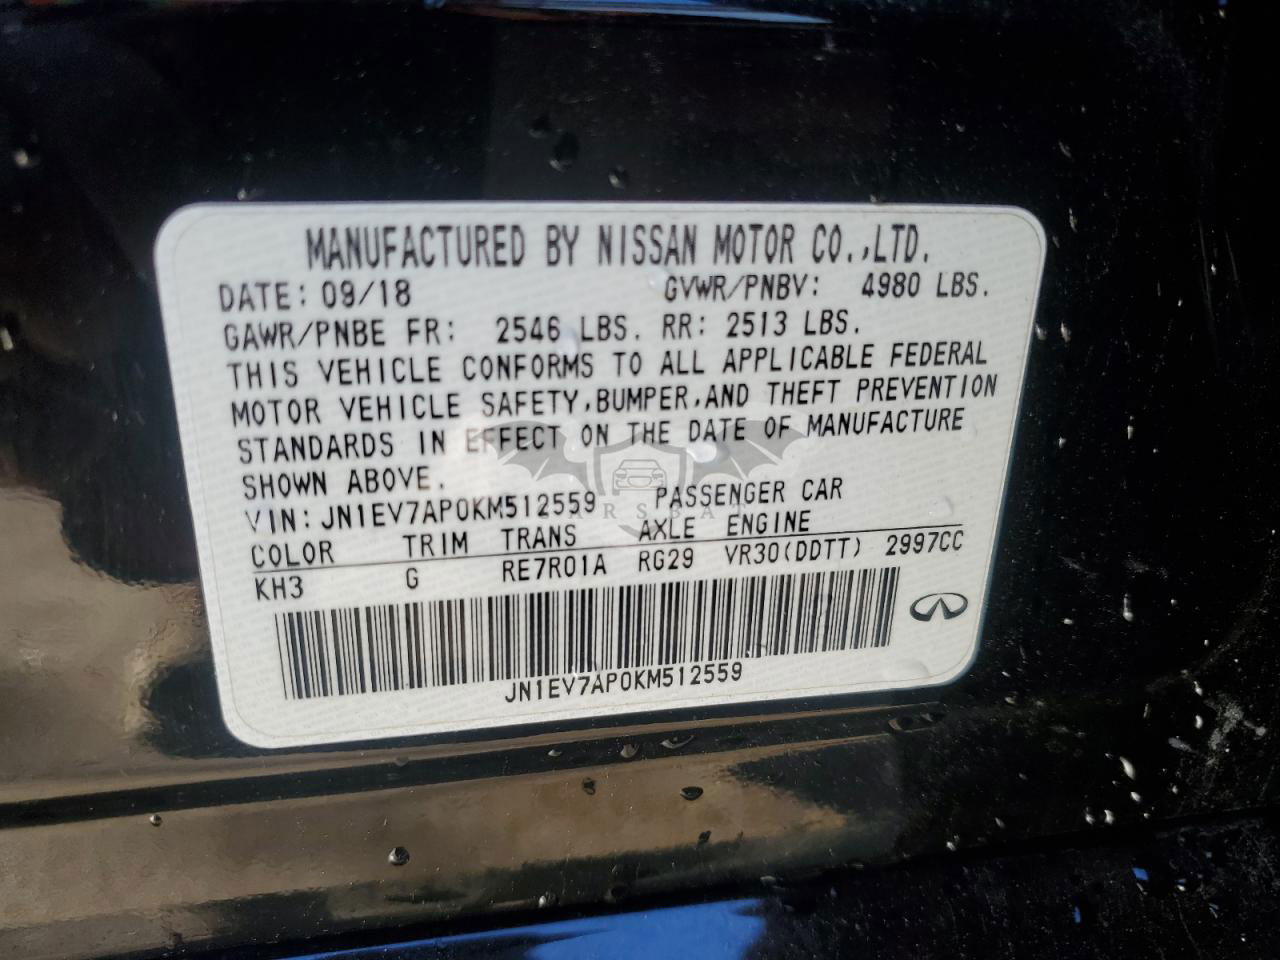 MANUFACTURED BY NISSAN MOTOR CO.,LTD.
DATE: 09/18 GVWR/PNBV: 4980 LBS.
GAWR/PNBE FR: 2546 LBS. RR: 2513 LBS.
THIS VEHICLE CONFORMS TO ALL APPLICABLE FEDERAL
MOTOR VEHICLE SAFETY,BUMPER,AND THEFT PREVENTION
STANDARDS IN EFFECT ON THE DATE OF MANUFACTURE
SHOWN ABOVE.
VIN: JN1EV7AP0KM512559 PASSENGER CAR
COLOR TRIM TRANS AXLE ENGINE
KH3 G RE7R01A RG29 VR30(DDTT) 2997CC
JN1EV7AP0KM512559
CARSBAT